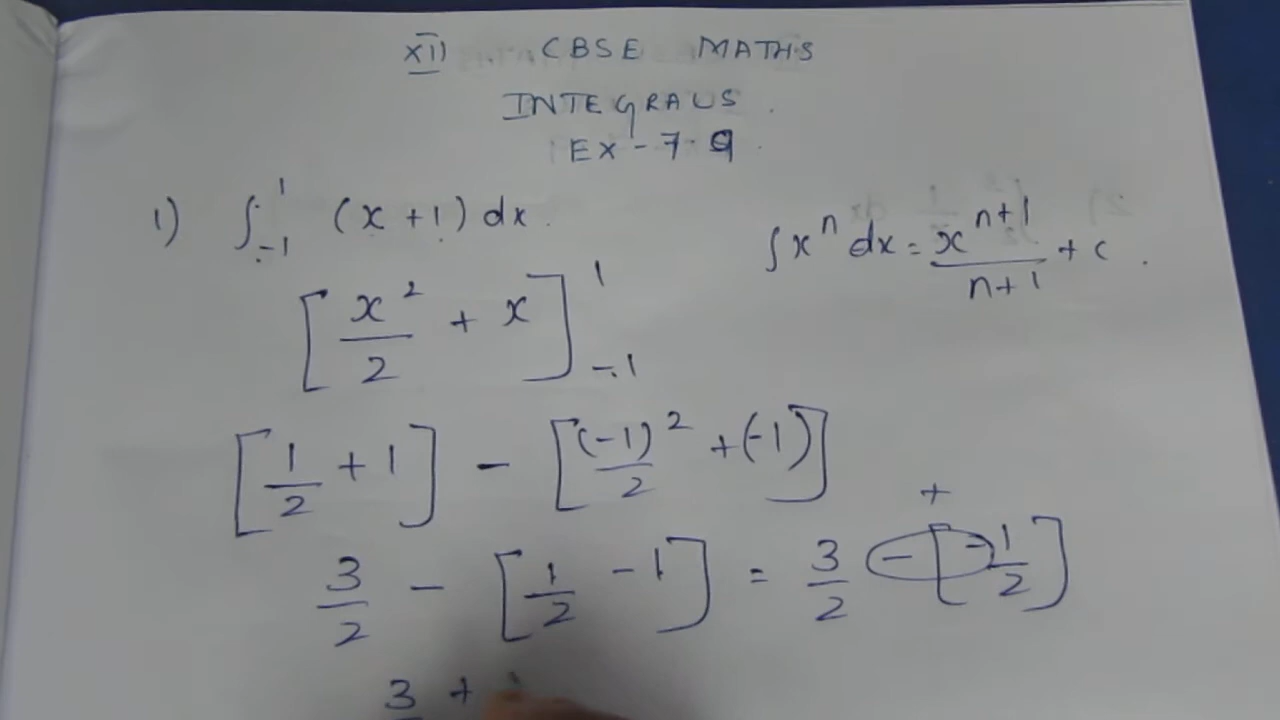 XII CBSE MATHS
INTEGRALS
EX - 7.9
1) ∫₋₁¹ (x+1) dx.
∫xⁿ dx = xⁿ⁺¹/n+1 + c.
[x²/2 + x]₋₁¹
[1/2 + 1] - [(-1)²/2 + (-1)]
+
3/2 - [1/2 - 1] = 3/2 - [-1/2]
3 +